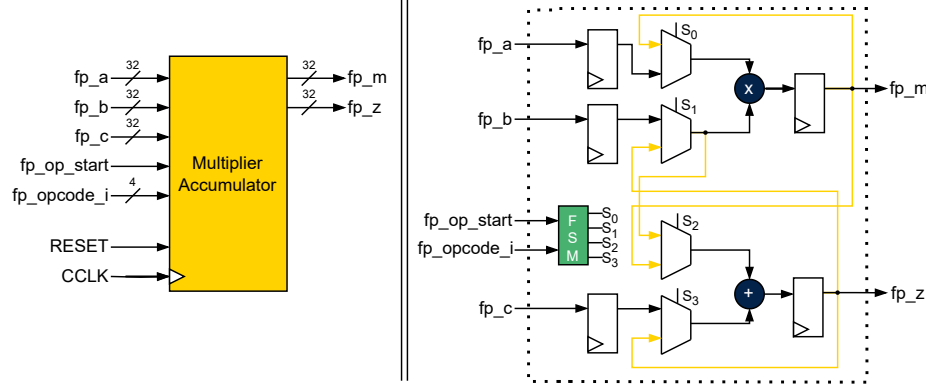 32
fp_a
32
fp_b
32
fp_c
fp_op_start
4
fp_opcode_i
RESET
CCLK
Multiplier
Accumulator
32
fp_m
32
fp_z
fp_a
S0
x
fp_m
fp_b
S1
fp_op_start
fp_opcode_i
F
S
M
S0
S1
S2
S3
S2
+
fp_z
fp_c
S3